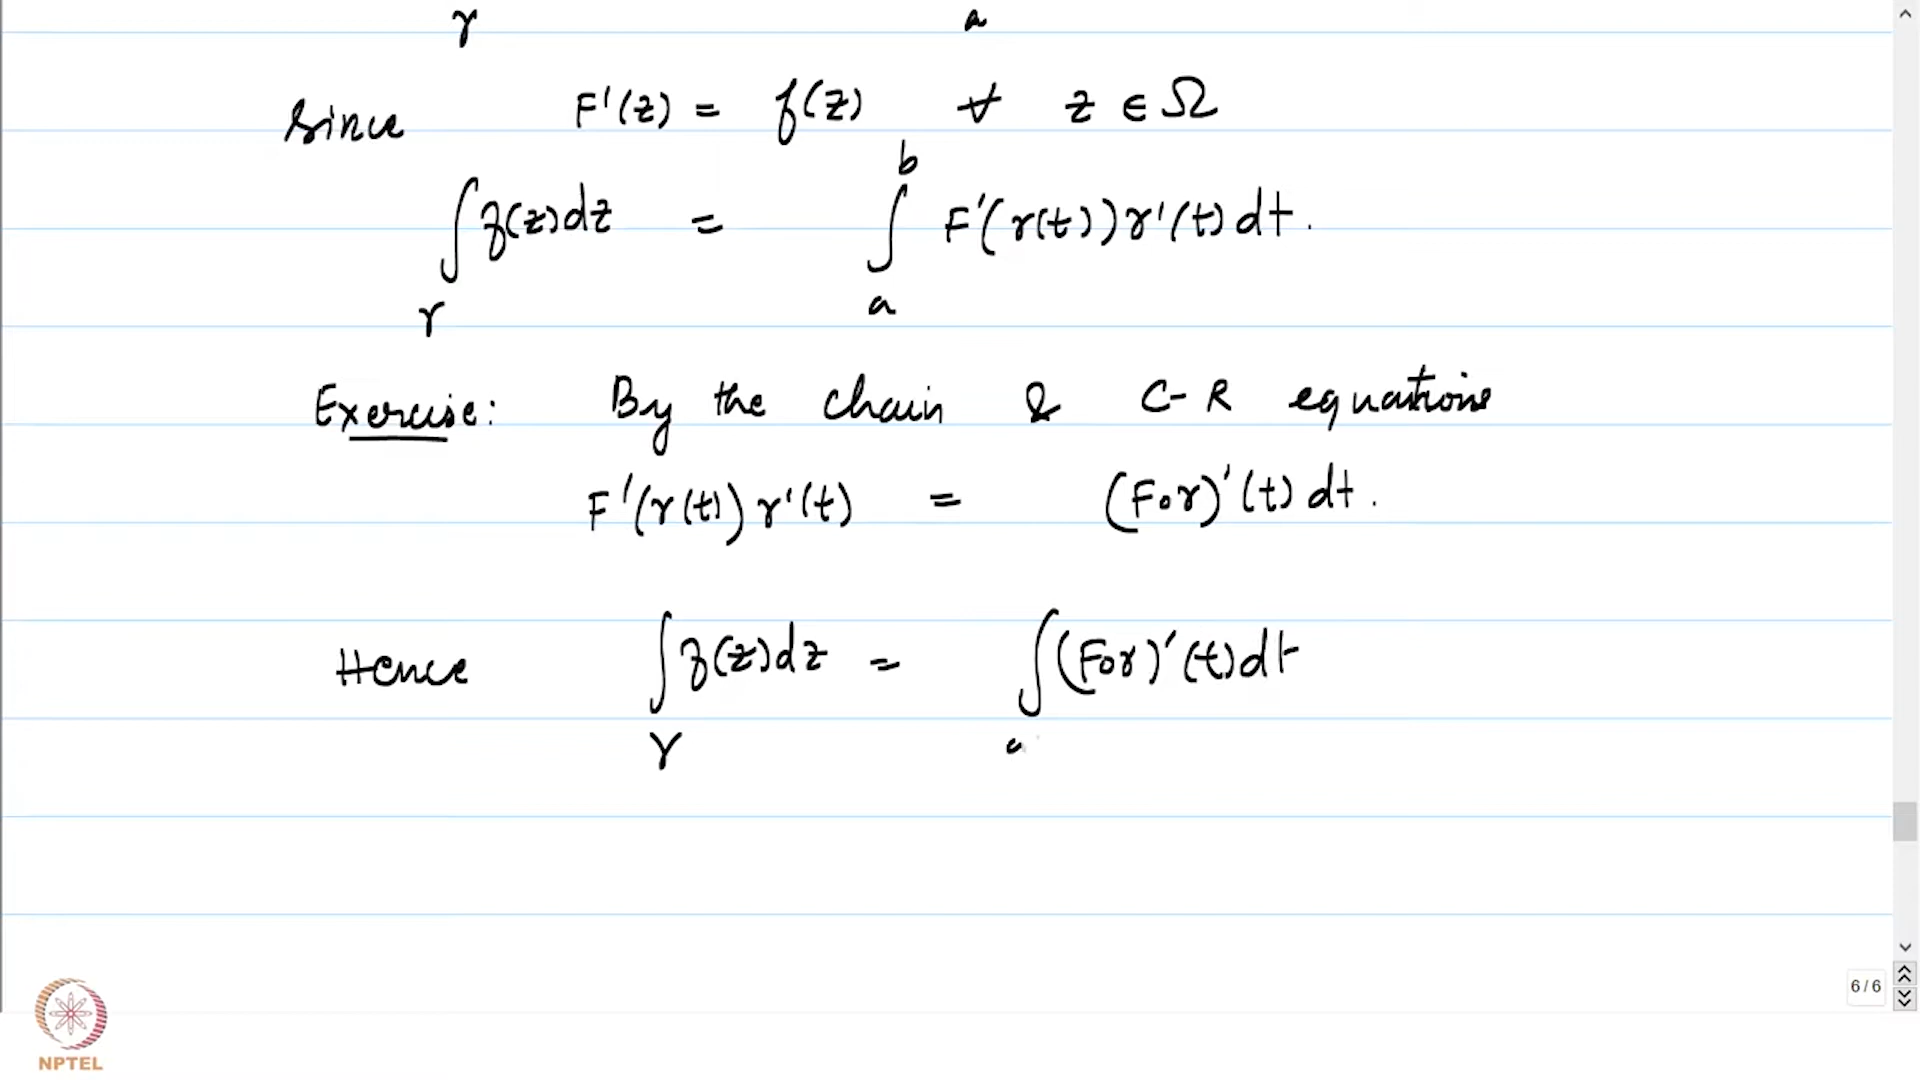 γ a
Since F'(z) = f(z) ∀ z ∈ Ω
b
∫ f(z)dz = ∫ F'(γ(t))γ'(t)dt.
γ a
Exercise: By the chain & C-R equations
F'(γ(t))γ'(t) = (F∘γ)'(t)dt.
Hence ∫ f(z)dz = ∫ (F∘γ)'(t)dt
γ a
6 / 6
NPTEL